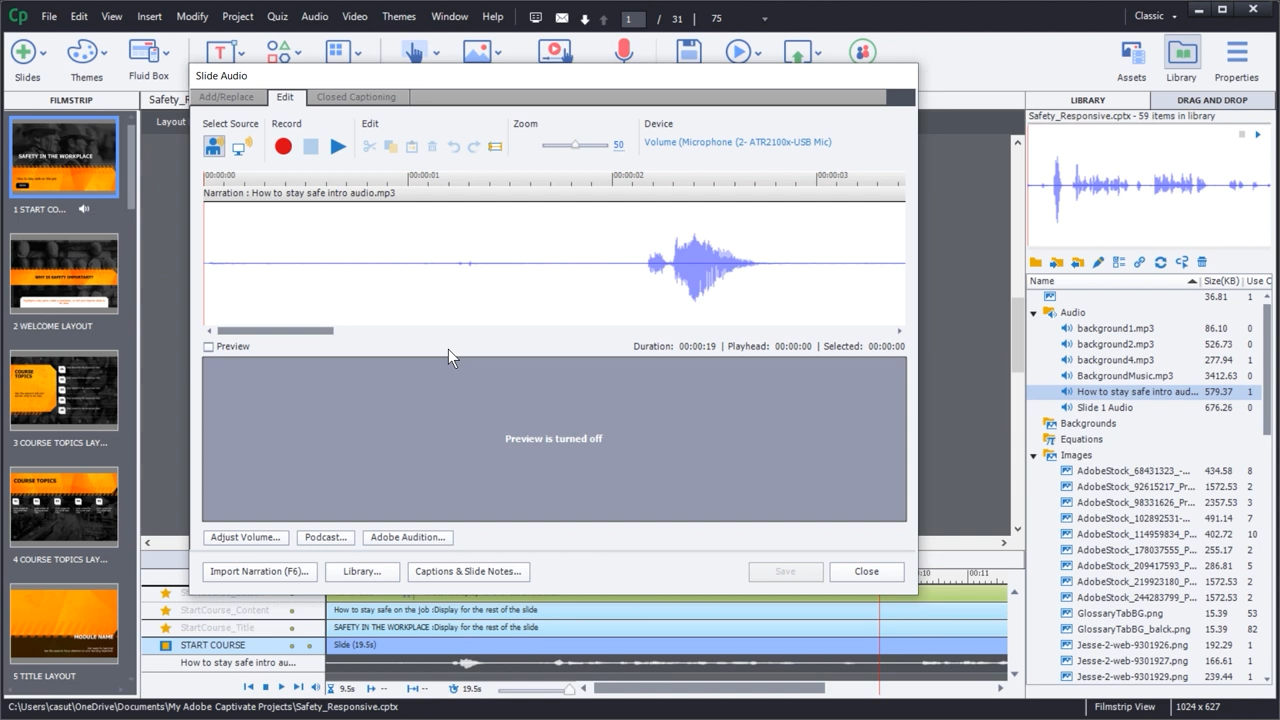 Cp File Edit View Insert Modify Project Quiz Audio Video Themes Window Help 1 / 31 75 Classic
Slides Themes Fluid Box Assets Library Properties
FILMSTRIP
Safety_R
Layout
SAFETY IN THE WORKPLACE
1 START CO...
WHY IS SAFETY IMPORTANT?
2 WELCOME LAYOUT
COURSE TOPICS
3 COURSE TOPICS LAY...
COURSE TOPICS
4 COURSE TOPICS LAY...
MODULE NAME
5 TITLE LAYOUT
Slide Audio
Add/Replace Edit Closed Captioning
Select Source Record Edit Zoom Device
50 Volume (Microphone (2- ATR2100x-USB Mic)
00:00:00 00:00:01 00:00:02 00:00:03
Narration : How to stay safe intro audio.mp3
Preview Duration: 00:00:19 | Playhead: 00:00:00 | Selected: 00:00:00
Preview is turned off
Adjust Volume... Podcast... Adobe Audition...
Import Narration (F6)... Library... Captions & Slide Notes... Save Close
:10 00:11
StartCourse_Content How to stay safe on the job :Display for the rest of the slide
StartCourse_Title SAFETY IN THE WORKPLACE :Display for the rest of the slide
START COURSE Slide (19.5s)
How to stay safe intro au...
9.5s -- -- 19.5s
LIBRARY DRAG AND DROP
Safety_Responsive.cptx - 59 items in library
Name Size(KB) Use C
36.81 1
Audio
background1.mp3 86.10 0
background2.mp3 526.73 0
background4.mp3 277.94 1
BackgroundMusic.mp3 3412.63 0
How to stay safe intro aud... 579.37 1
Slide 1 Audio 676.26 0
Backgrounds
Equations
Images
AdobeStock_68431323_-... 434.58 8
AdobeStock_92615217_Pr... 1572.53 2
AdobeStock_98331626_Pr... 2357.53 3
AdobeStock_102892531-... 491.14 7
AdobeStock_114959834_P... 402.72 10
AdobeStock_178037555_P... 255.17 2
AdobeStock_209417593_P... 286.81 5
AdobeStock_219923180_P... 1572.53 2
AdobeStock_244283799_P... 1572.53 2
GlossaryTabBG.png 15.39 53
GlossaryTabBG_balck.png 15.39 82
Jesse-2-web-9301926.png 192.29 1
Jesse-2-web-9301927.png 166.61 1
Jesse-2-web-9301928.png 239.44 1
C:\Users\casut\OneDrive\Documents\My Adobe Captivate Projects\Safety_Responsive.cptx Filmstrip View 1024 x 627